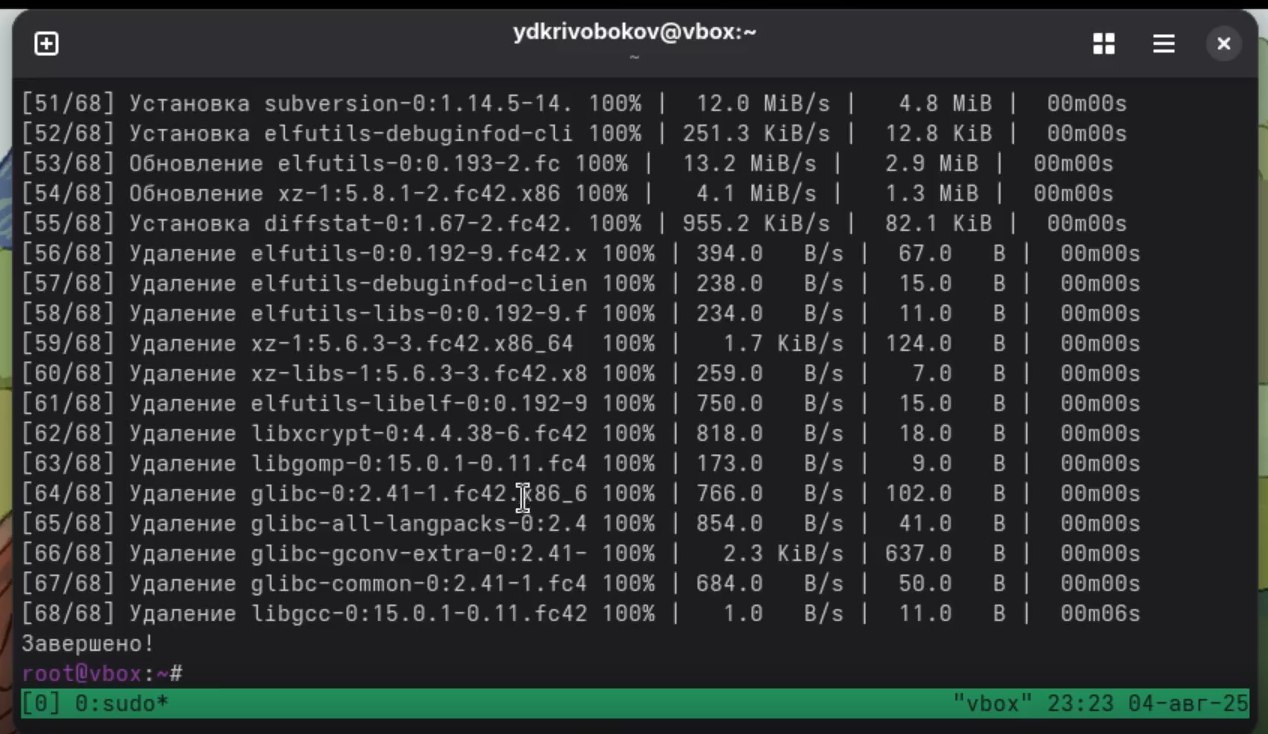 ydkrivobokov@vbox:~
~
[51/68] Установка subversion-0:1.14.5-14. 100% | 12.0 MiB/s | 4.8 MiB | 00m00s
[52/68] Установка elfutils-debuginfod-cli 100% | 251.3 KiB/s | 12.8 KiB | 00m00s
[53/68] Обновление elfutils-0:0.193-2.fc 100% | 13.2 MiB/s | 2.9 MiB | 00m00s
[54/68] Обновление xz-1:5.8.1-2.fc42.x86 100% | 4.1 MiB/s | 1.3 MiB | 00m00s
[55/68] Установка diffstat-0:1.67-2.fc42. 100% | 955.2 KiB/s | 82.1 KiB | 00m00s
[56/68] Удаление elfutils-0:0.192-9.fc42.x 100% | 394.0 B/s | 67.0 B | 00m00s
[57/68] Удаление elfutils-debuginfod-clien 100% | 238.0 B/s | 15.0 B | 00m00s
[58/68] Удаление elfutils-libs-0:0.192-9.f 100% | 234.0 B/s | 11.0 B | 00m00s
[59/68] Удаление xz-1:5.6.3-3.fc42.x86_64 100% | 1.7 KiB/s | 124.0 B | 00m00s
[60/68] Удаление xz-libs-1:5.6.3-3.fc42.x8 100% | 259.0 B/s | 7.0 B | 00m00s
[61/68] Удаление elfutils-libelf-0:0.192-9 100% | 750.0 B/s | 15.0 B | 00m00s
[62/68] Удаление libxcrypt-0:4.4.38-6.fc42 100% | 818.0 B/s | 18.0 B | 00m00s
[63/68] Удаление libgomp-0:15.0.1-0.11.fc4 100% | 173.0 B/s | 9.0 B | 00m00s
[64/68] Удаление glibc-0:2.41-1.fc42.x86_6 100% | 766.0 B/s | 102.0 B | 00m00s
[65/68] Удаление glibc-all-langpacks-0:2.4 100% | 854.0 B/s | 41.0 B | 00m00s
[66/68] Удаление glibc-gconv-extra-0:2.41- 100% | 2.3 KiB/s | 637.0 B | 00m00s
[67/68] Удаление glibc-common-0:2.41-1.fc4 100% | 684.0 B/s | 50.0 B | 00m00s
[68/68] Удаление libgcc-0:15.0.1-0.11.fc42 100% | 1.0 B/s | 11.0 B | 00m06s
Завершено!
root@vbox:~#
[0] 0:sudo* "vbox" 23:23 04-авг-25